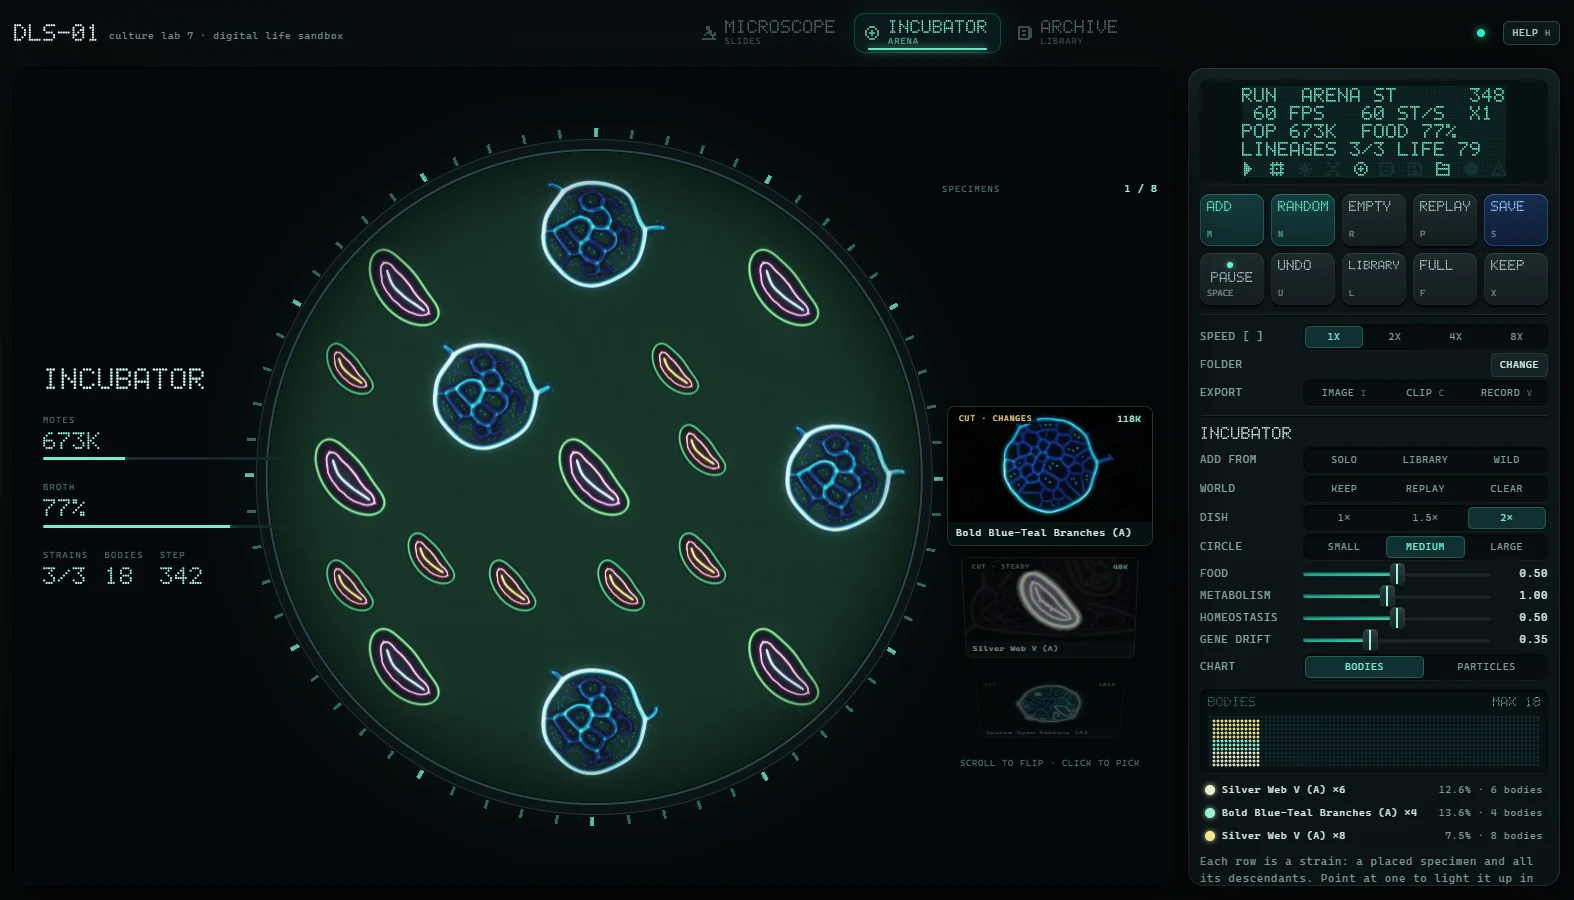 DLS-01 culture lab 7 · digital life sandbox
MICROSCOPE
SLIDES
INCUBATOR
ARENA
ARCHIVE
LIBRARY
HELP H
SPECIMENS 1 / 8
INCUBATOR
MOTES
673K
BROTH
77%
STRAINS BODIES STEP
3/3 18 342
CUT · CHANGES 118K
Bold Blue-Teal Branches (A)
CUT · STEADY 40K
Silver Web V (A)
CUT
Sparse Cyan Ribbons (A)
SCROLL TO FLIP · CLICK TO PICK
RUN ARENA ST 348
60 FPS 60 ST/S X1
POP 673K FOOD 77%
LINEAGES 3/3 LIFE 79
ADD RANDOM EMPTY REPLAY SAVE
M N R P S
PAUSE UNDO LIBRARY FULL KEEP
SPACE U L F X
SPEED [ ] 1X 2X 4X 8X
FOLDER CHANGE
EXPORT IMAGE I CLIP C RECORD V
INCUBATOR
ADD FROM SOLO LIBRARY WILD
WORLD KEEP REPLAY CLEAR
DISH 1× 1.5× 2×
CIRCLE SMALL MEDIUM LARGE
FOOD 0.50
METABOLISM 1.00
HOMEOSTASIS 0.50
GENE DRIFT 0.35
CHART BODIES PARTICLES
BODIES MAX 18
Silver Web V (A) ×6 12.6% · 6 bodies
Bold Blue-Teal Branches (A) ×4 13.6% · 4 bodies
Silver Web V (A) ×8 7.5% · 8 bodies
Each row is a strain: a placed specimen and all
its descendants. Point at one to light it up in